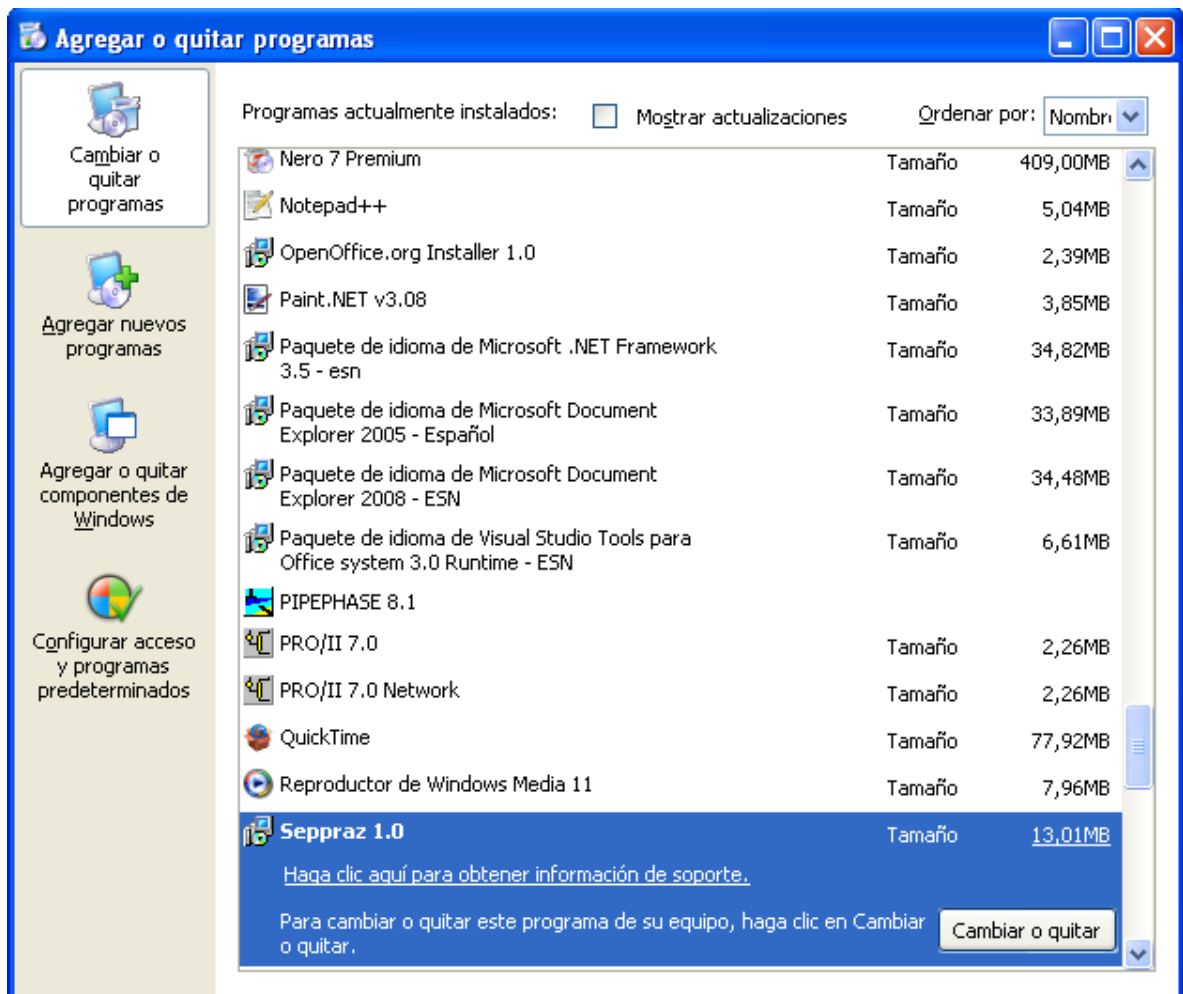 Agregar o quitar programas
Cambiar o
quitar
programas
Agregar nuevos
programas
Agregar o quitar
componentes de
Windows
Configurar acceso
y programas
predeterminados
Programas actualmente instalados: Mostrar actualizaciones Ordenar por: Nombr
Nero 7 Premium Tamaño 409,00MB
Notepad++ Tamaño 5,04MB
OpenOffice.org Installer 1.0 Tamaño 2,39MB
Paint.NET v3.08 Tamaño 3,85MB
Paquete de idioma de Microsoft .NET Framework Tamaño 34,82MB
3.5 - esn
Paquete de idioma de Microsoft Document Tamaño 33,89MB
Explorer 2005 - Español
Paquete de idioma de Microsoft Document Tamaño 34,48MB
Explorer 2008 - ESN
Paquete de idioma de Visual Studio Tools para Tamaño 6,61MB
Office system 3.0 Runtime - ESN
PIPEPHASE 8.1
PRO/II 7.0 Tamaño 2,26MB
PRO/II 7.0 Network Tamaño 2,26MB
QuickTime Tamaño 77,92MB
Reproductor de Windows Media 11 Tamaño 7,96MB
Seppraz 1.0 Tamaño 13,01MB
Haga clic aquí para obtener información de soporte.
Para cambiar o quitar este programa de su equipo, haga clic en Cambiar
o quitar.
Cambiar o quitar